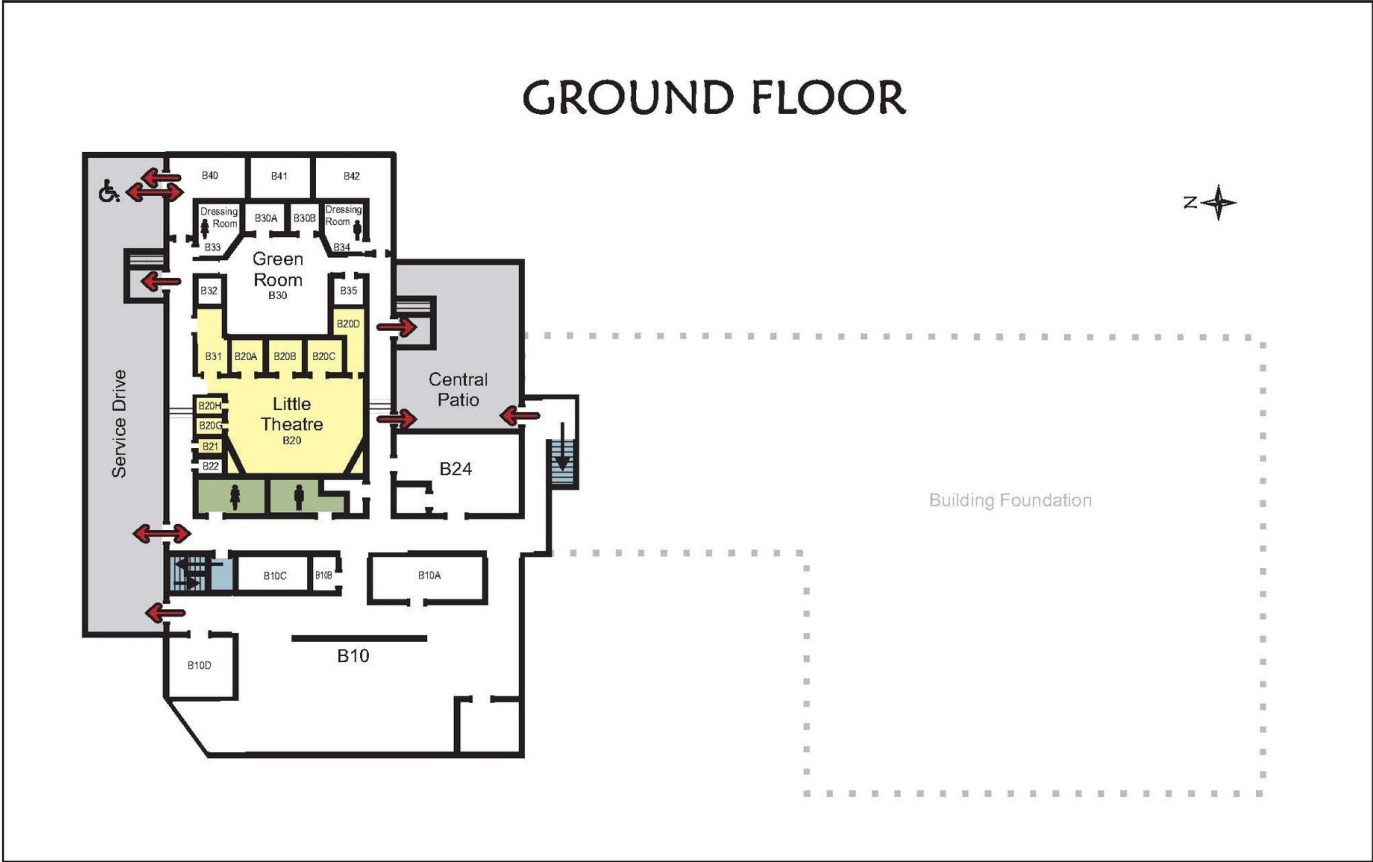 GROUND FLOOR
B40
B41
B42
N
Dressing
Room
B30A
B30B
Dressing
Room
B33
B34
Green
Room
B30
B32
B35
B20D
B31
B20A
B20B
B20C
Central
Patio
Service Drive
B20H
Little
Theatre
B20
B20G
B21
B22
B24
Building Foundation
B10C
B10B
B10A
B10
B10D